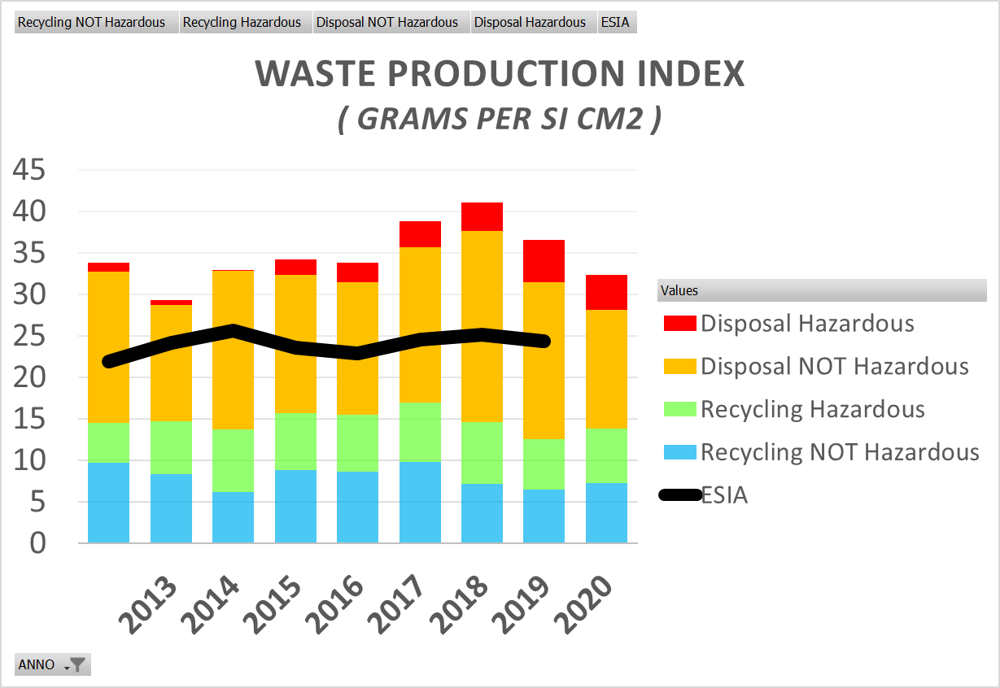 Recycling NOT Hazardous Recycling Hazardous Disposal NOT Hazardous Disposal Hazardous ESIA
WASTE PRODUCTION INDEX
( GRAMS PER SI CM2 )
45
40
35
30
25
20
15
10
5
0
2013 2014 2015 2016 2017 2018 2019 2020
Values
Disposal Hazardous
Disposal NOT Hazardous
Recycling Hazardous
Recycling NOT Hazardous
ESIA
ANNO